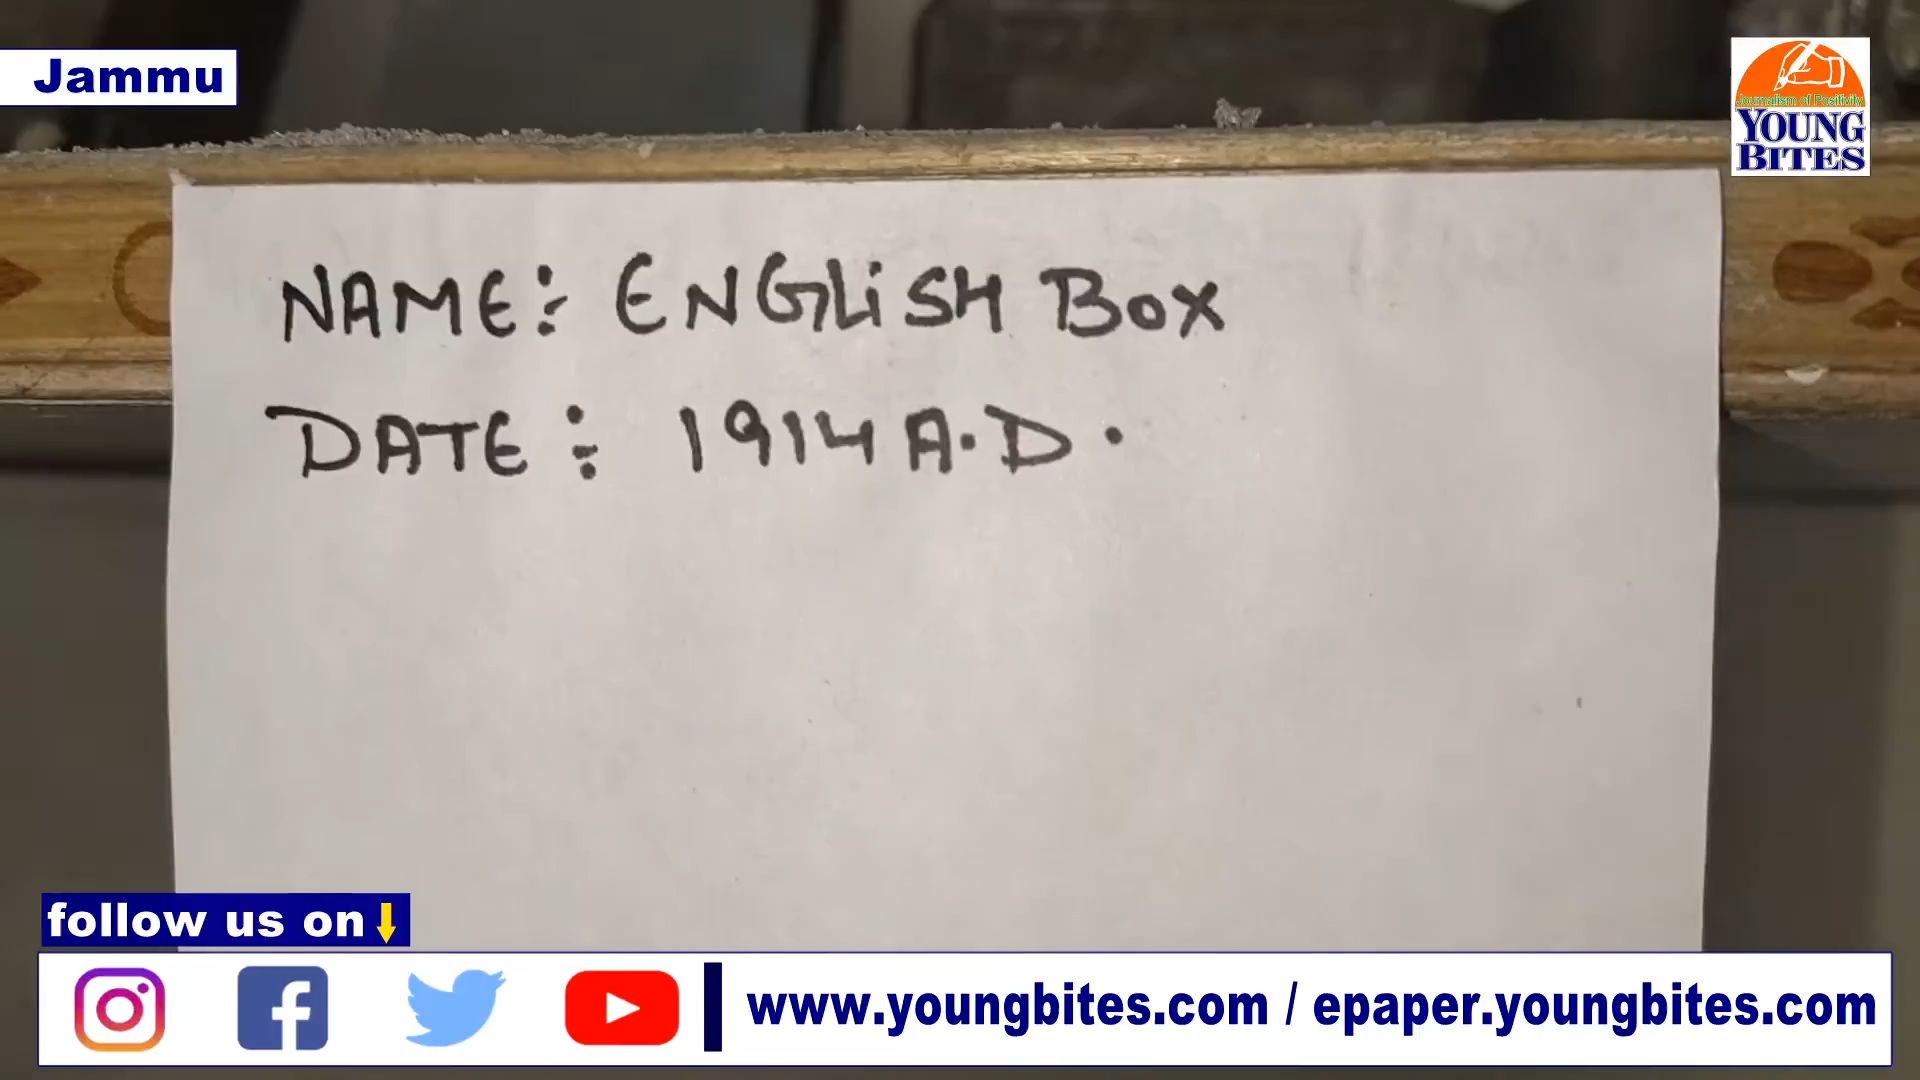 Jammu
Journalism of Positivity
YOUNG
BITES
NAME:- ENGLiSH Box
DATE:- 1914 A.D.
follow us on
www.youngbites.com / epaper.youngbites.com